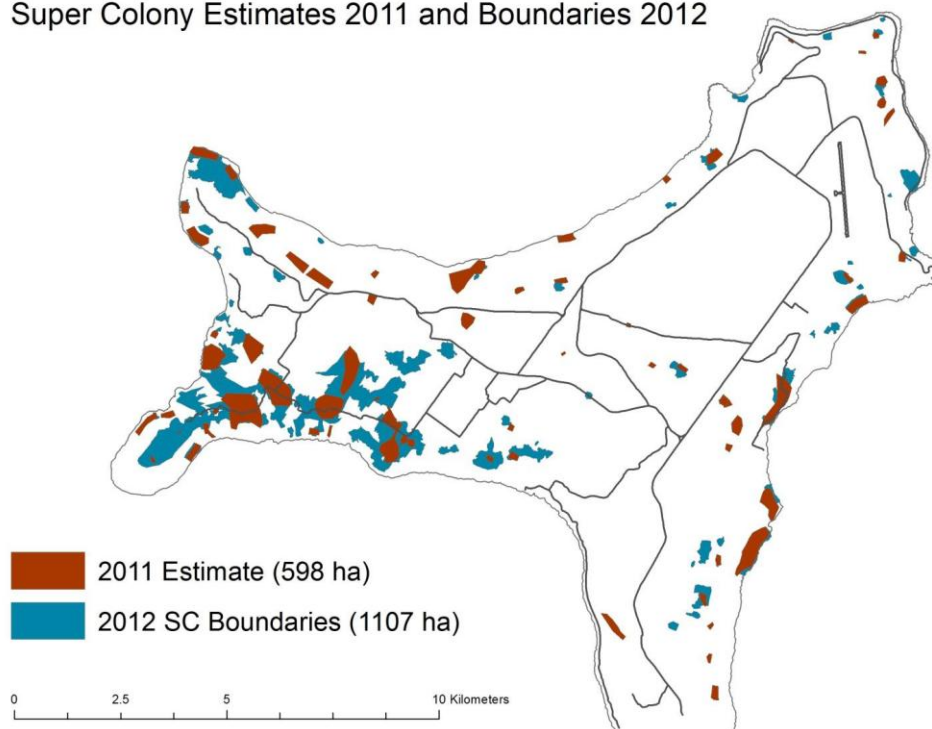 Super Colony Estimates 2011 and Boundaries 2012
2011 Estimate (598 ha)
2012 SC Boundaries (1107 ha)
0 2.5 5 10 Kilometers